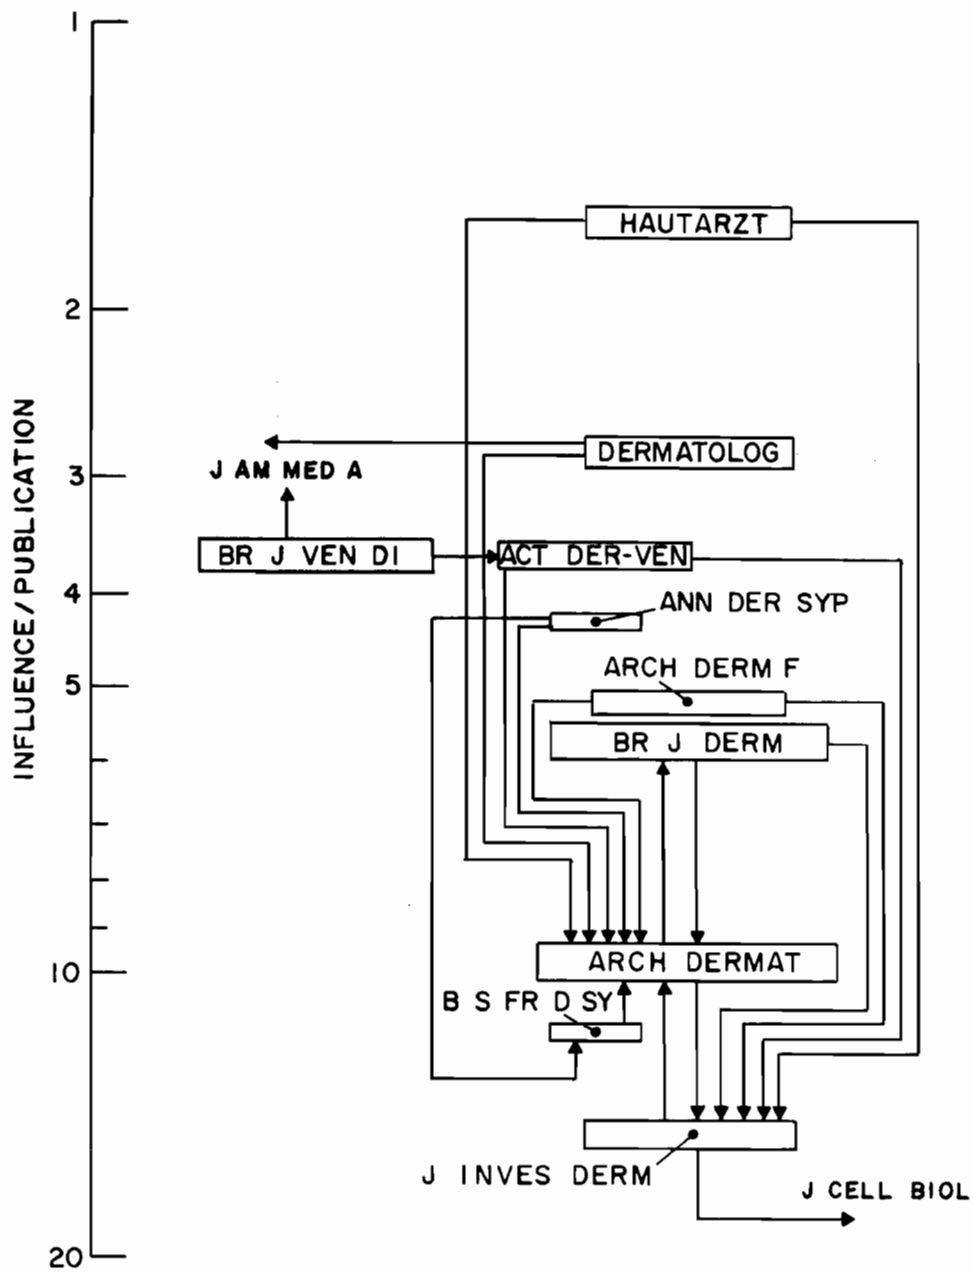 1
HAUTARZT
2
DERMATOLOG
J AM MED A
3
BR J VEN DI
ACT DER-VEN
4
ANN DER SYP
ARCH DERM F
5
BR J DERM
INFLUENCE/PUBLICATION
ARCH DERMAT
10
B S FR D SY
J INVES DERM
J CELL BIOL
20